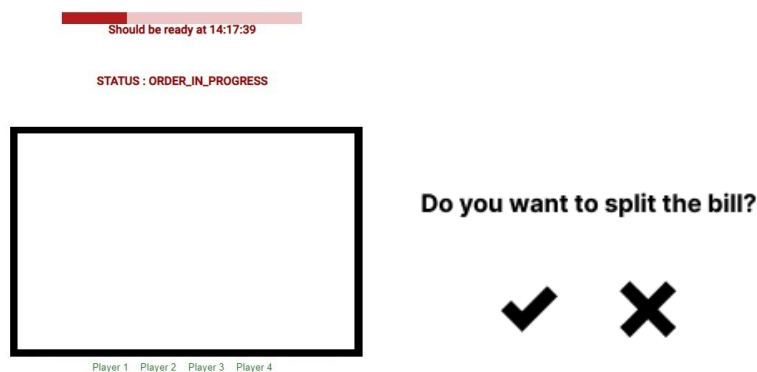 Should be ready at 14:17:39
STATUS : ORDER_IN_PROGRESS
Do you want to split the bill?
Player 1 Player 2 Player 3 Player 4